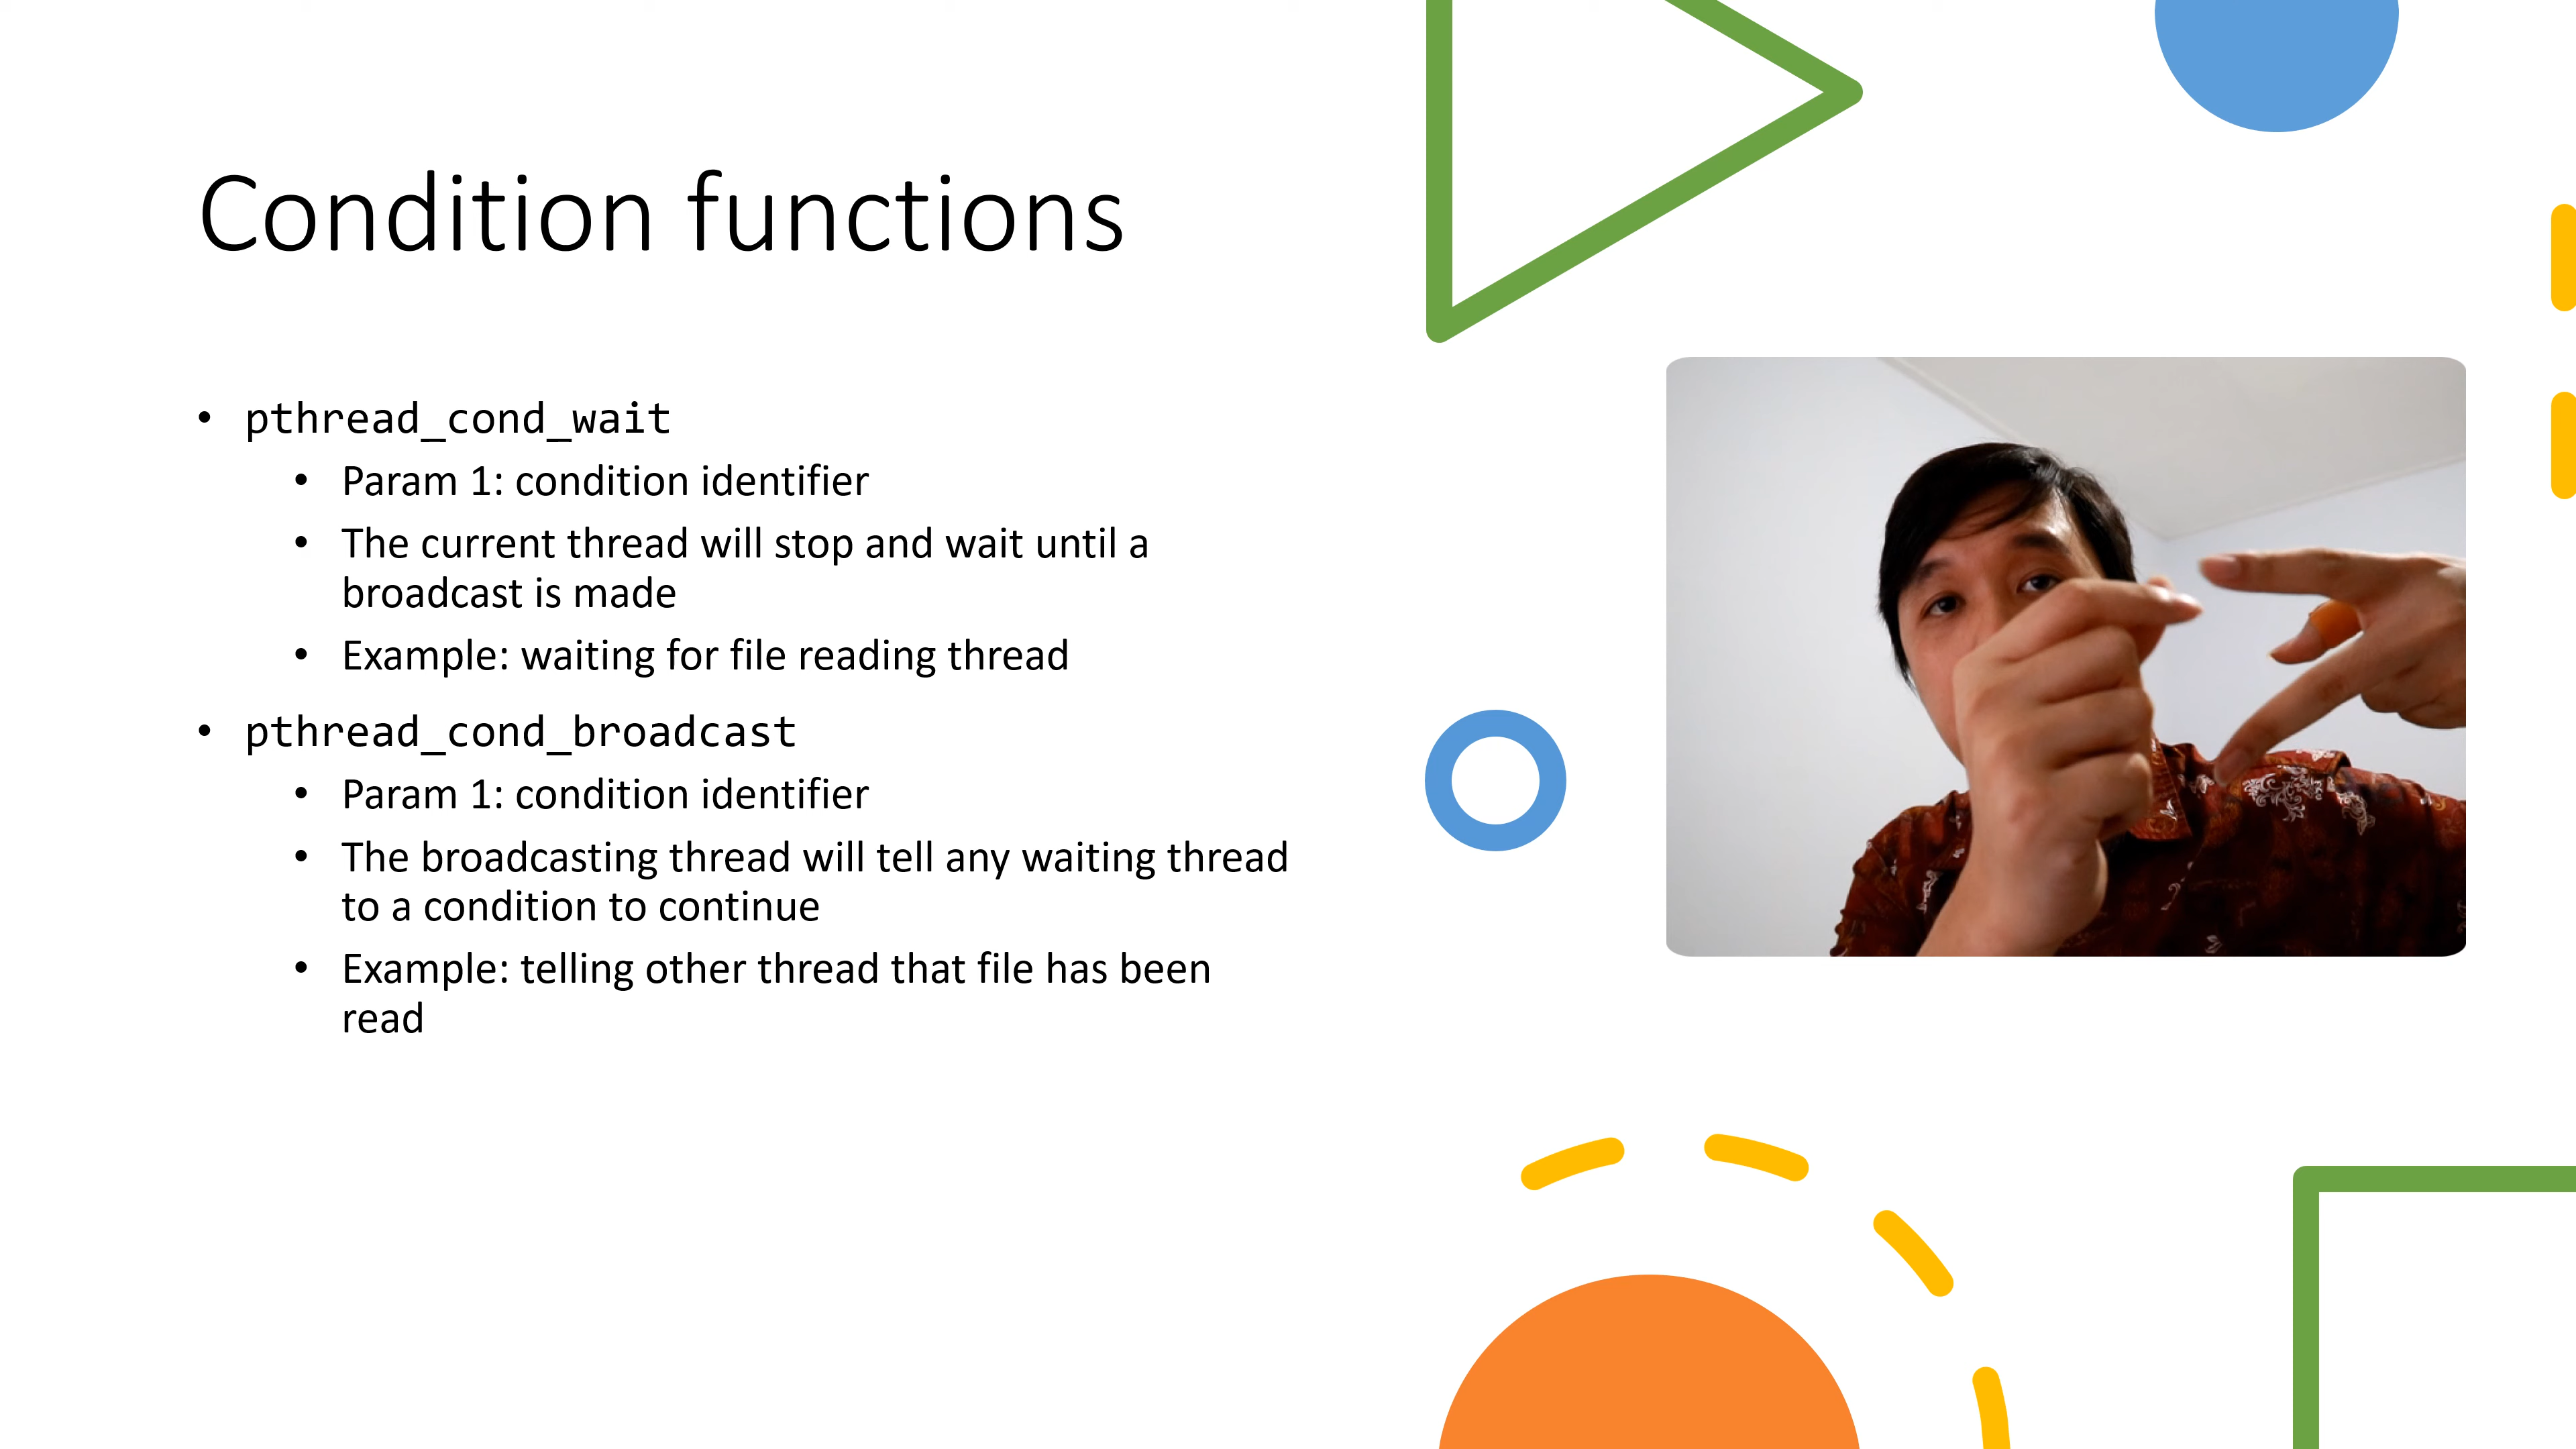 Condition functions
• pthread_cond_wait
• Param 1: condition identifier
• The current thread will stop and wait until a
broadcast is made
• Example: waiting for file reading thread
• pthread_cond_broadcast
• Param 1: condition identifier
• The broadcasting thread will tell any waiting thread
to a condition to continue
• Example: telling other thread that file has been
read